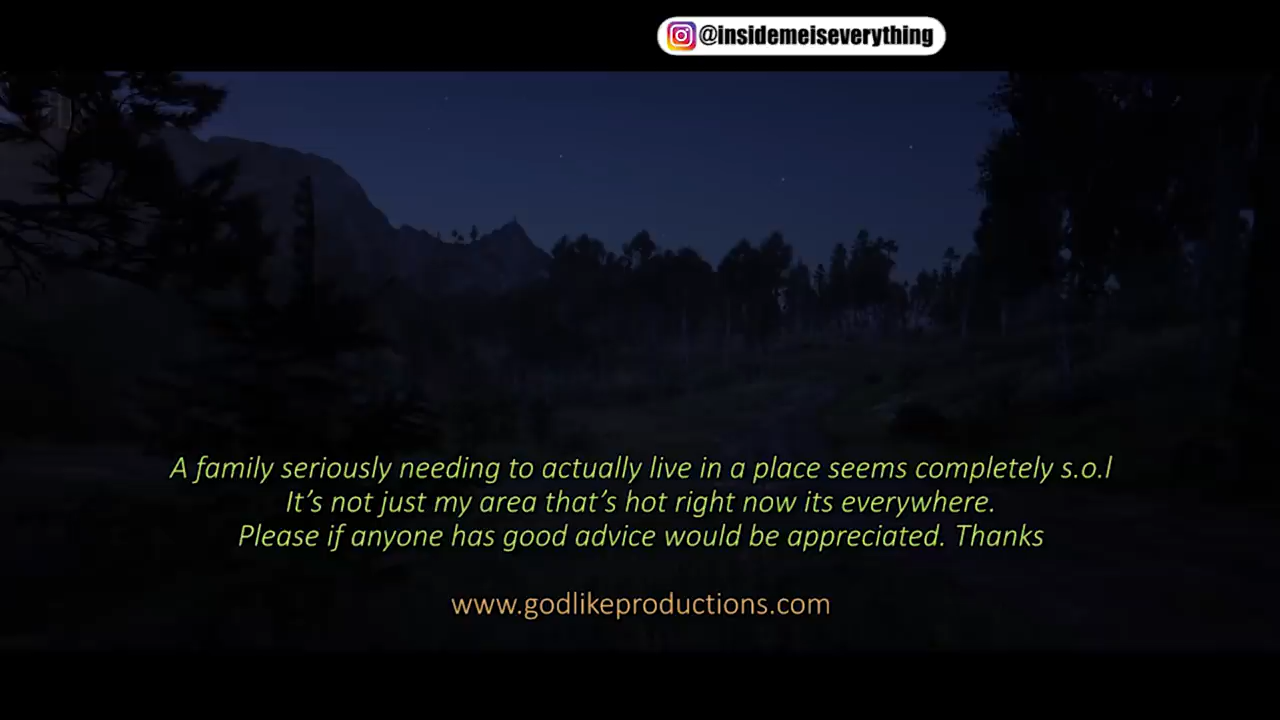 @insidemeiseverything
A family seriously needing to actually live in a place seems completely s.o.l
It's not just my area that's hot right now its everywhere.
Please if anyone has good advice would be appreciated. Thanks
www.godlikeproductions.com